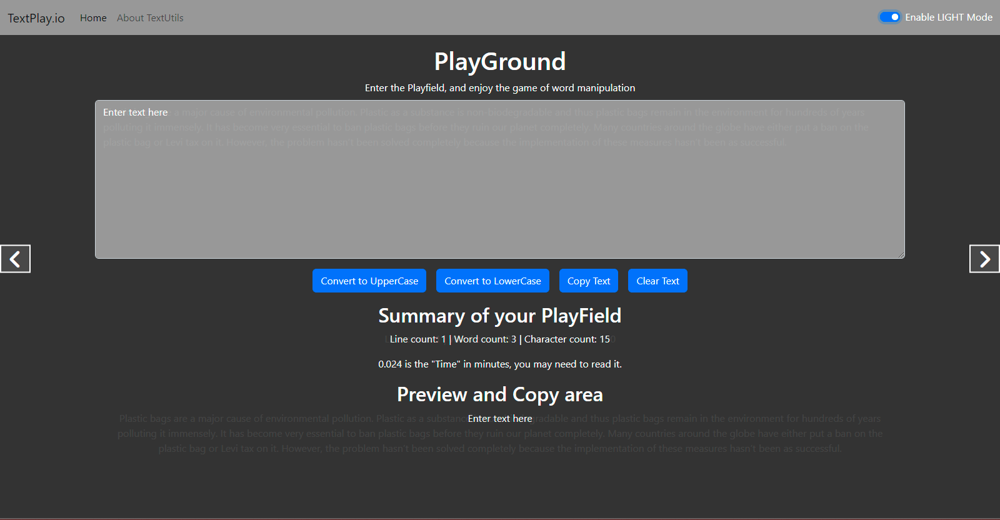 TextPlay.io Home About TextUtils Enable LIGHT Mode
PlayGround
Enter the Playfield, and enjoy the game of word manipulation
Enter text here e a major cause of environmental pollution. Plastic as a substance is non-biodegradable and thus plastic bags remain in the environment for hundreds of years
polluting it immensely. It has become very essential to ban plastic bags before they ruin our planet completely. Many countries around the globe have either put a ban on the
plastic bag or Levi tax on it. However, the problem hasn't been solved completely because the implementation of these measures hasn't been as successful.
Convert to UpperCase Convert to LowerCase Copy Text Clear Text
Summary of your PlayField
Line count: 1 | Word count: 3 | Character count: 15
0.024 is the "Time" in minutes, you may need to read it.
Preview and Copy area
Enter text here
Plastic bags are a major cause of environmental pollution. Plastic as a substance gradable and thus plastic bags remain in the environment for hundreds of years
polluting it immensely. It has become very essential to ban plastic bags before they ruin our planet completely. Many countries around the globe have either put a ban on the
plastic bag or Levi tax on it. However, the problem hasn't been solved completely because the implementation of these measures hasn't been as successful.